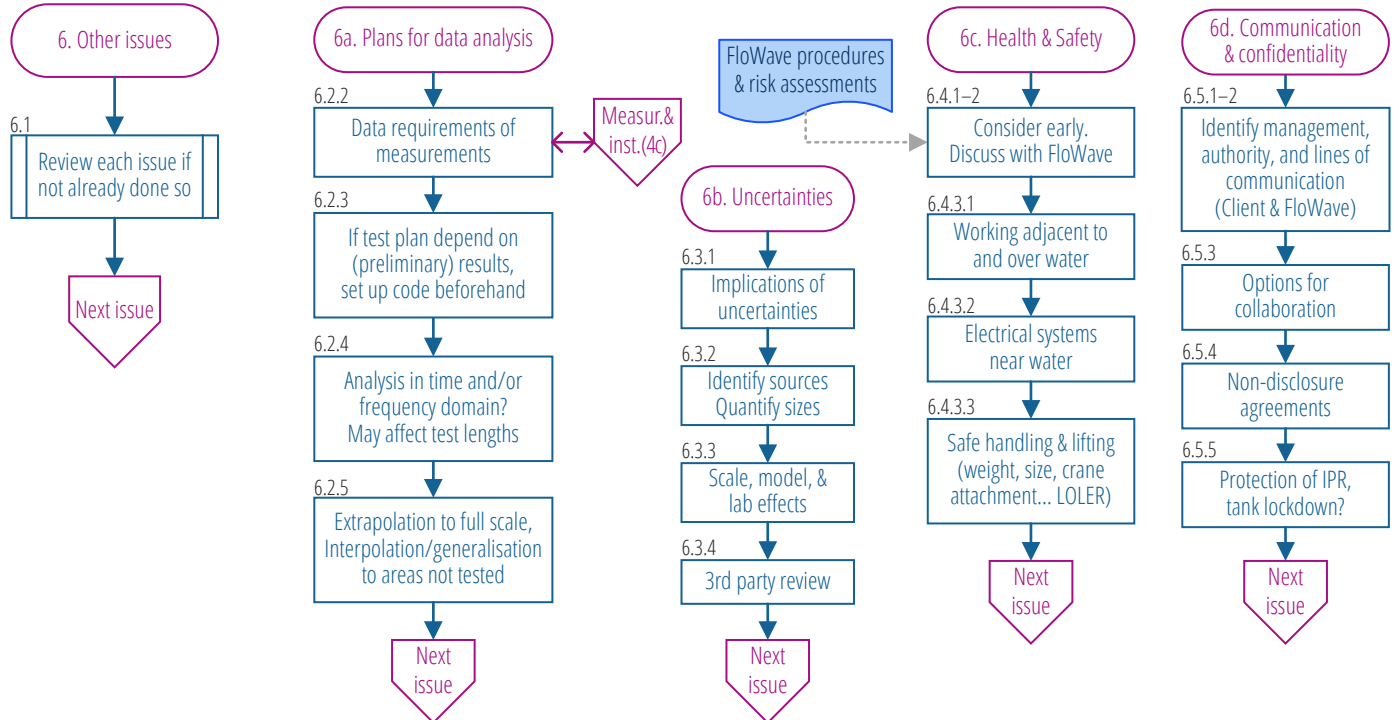 6. Other issues
6.1
Review each issue if
not already done so
Next issue
6a. Plans for data analysis
6.2.2
Data requirements of
measurements
Measur.&
inst.(4c)
6.2.3
If test plan depend on
(preliminary) results,
set up code beforehand
6.2.4
Analysis in time and/or
frequency domain?
May affect test lengths
6.2.5
Extrapolation to full scale,
Interpolation/generalisation
to areas not tested
Next
issue
6b. Uncertainties
6.3.1
Implications of
uncertainties
6.3.2
Identify sources
Quantify sizes
6.3.3
Scale, model, &
lab effects
6.3.4
3rd party review
Next
issue
FloWave procedures
& risk assessments
6c. Health & Safety
6.4.1–2
Consider early.
Discuss with FloWave
6.4.3.1
Working adjacent to
and over water
6.4.3.2
Electrical systems
near water
6.4.3.3
Safe handling & lifting
(weight, size, crane
attachment... LOLER)
Next
issue
6d. Communication
& confidentiality
6.5.1–2
Identify management,
authority, and lines of
communication
(Client & FloWave)
6.5.3
Options for
collaboration
6.5.4
Non-disclosure
agreements
6.5.5
Protection of IPR,
tank lockdown?
Next
issue